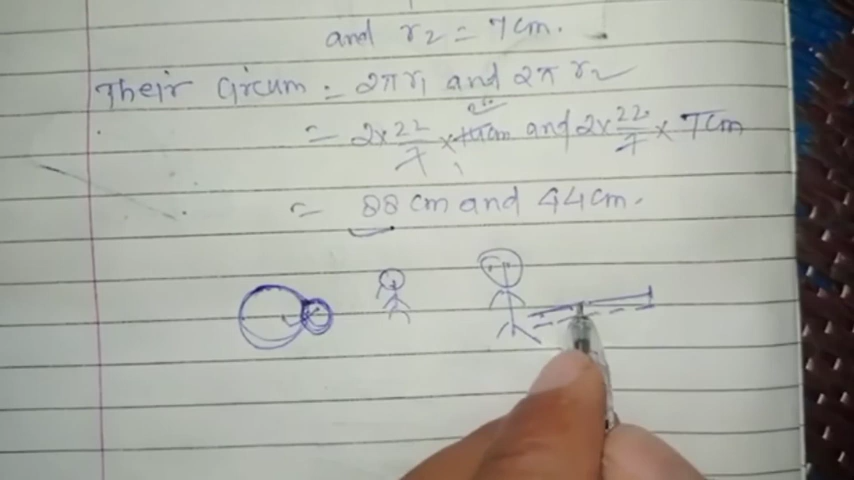 and r₂ = 7cm.
Their Circum. = 2πr₁ and 2πr₂
= 2×22/7 × 14cm and 2×22/7 × 7cm
= 88 cm and 44cm.